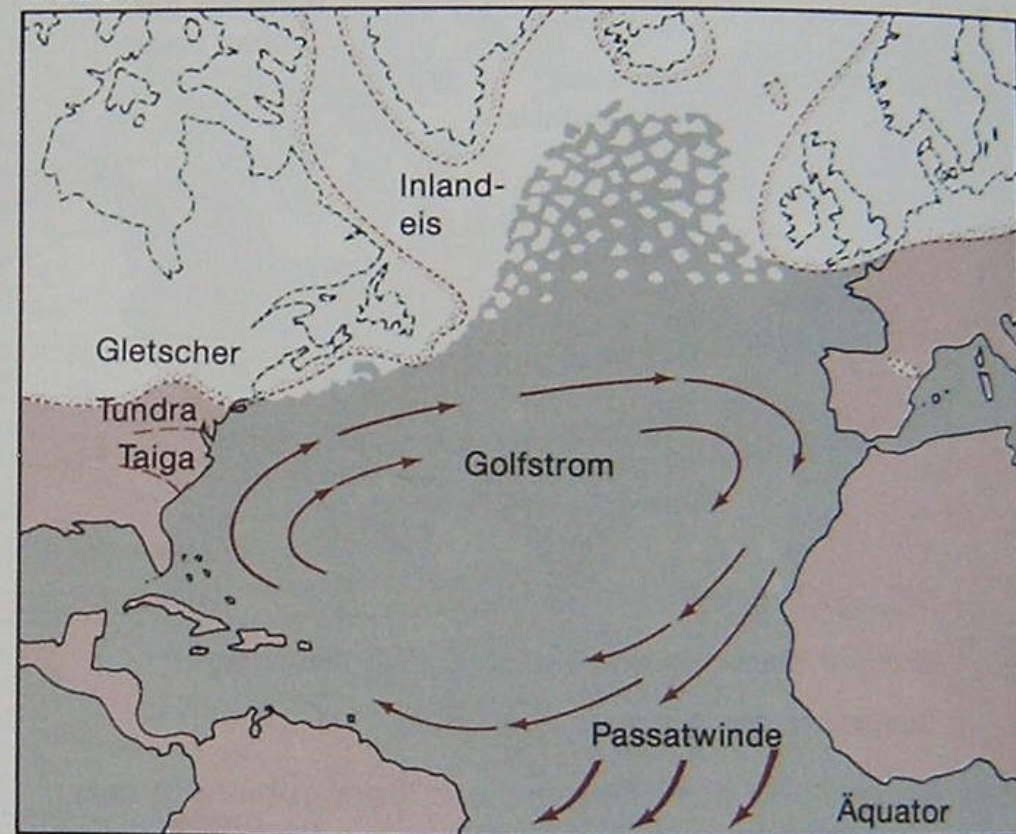 Inland-
eis
Gletscher
Tundra
Taiga
Golfstrom
Passatwinde
Äquator